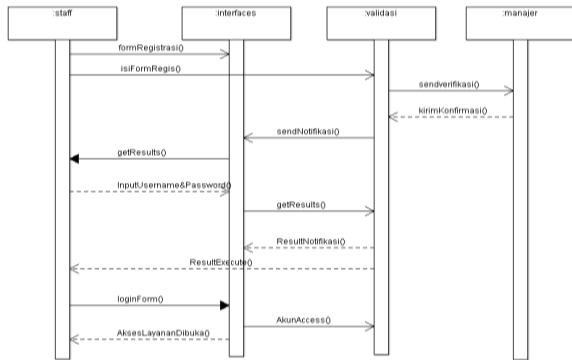 :staff
:interfaces
:validasi
:manajer
formRegistrasi()
isiFormRegis()
sendverifikasi()
kirimKonfirmasi()
sendNotifikasi()
getResults()
InputUsername&Password()
getResults()
ResultNotifikasi()
ResultExecute()
loginForm()
AkunAccess()
AksesLayananDibuka()